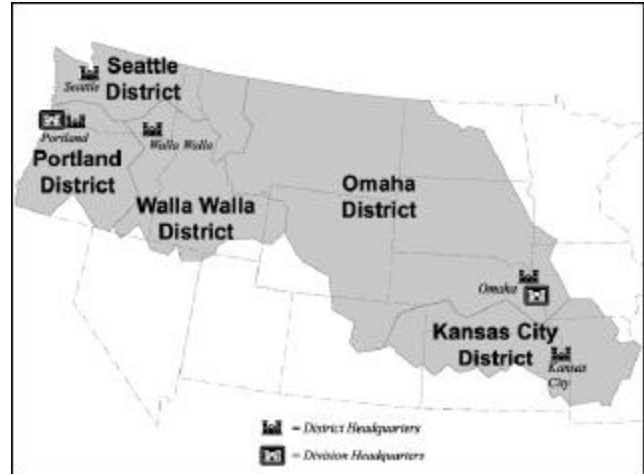 Seattle
District
Seattle
Portland
Walla Walla
Portland
District
Walla Walla
District
Omaha
District
Omaha
Kansas City
District
Kansas
City
= District Headquarters
= Division Headquarters